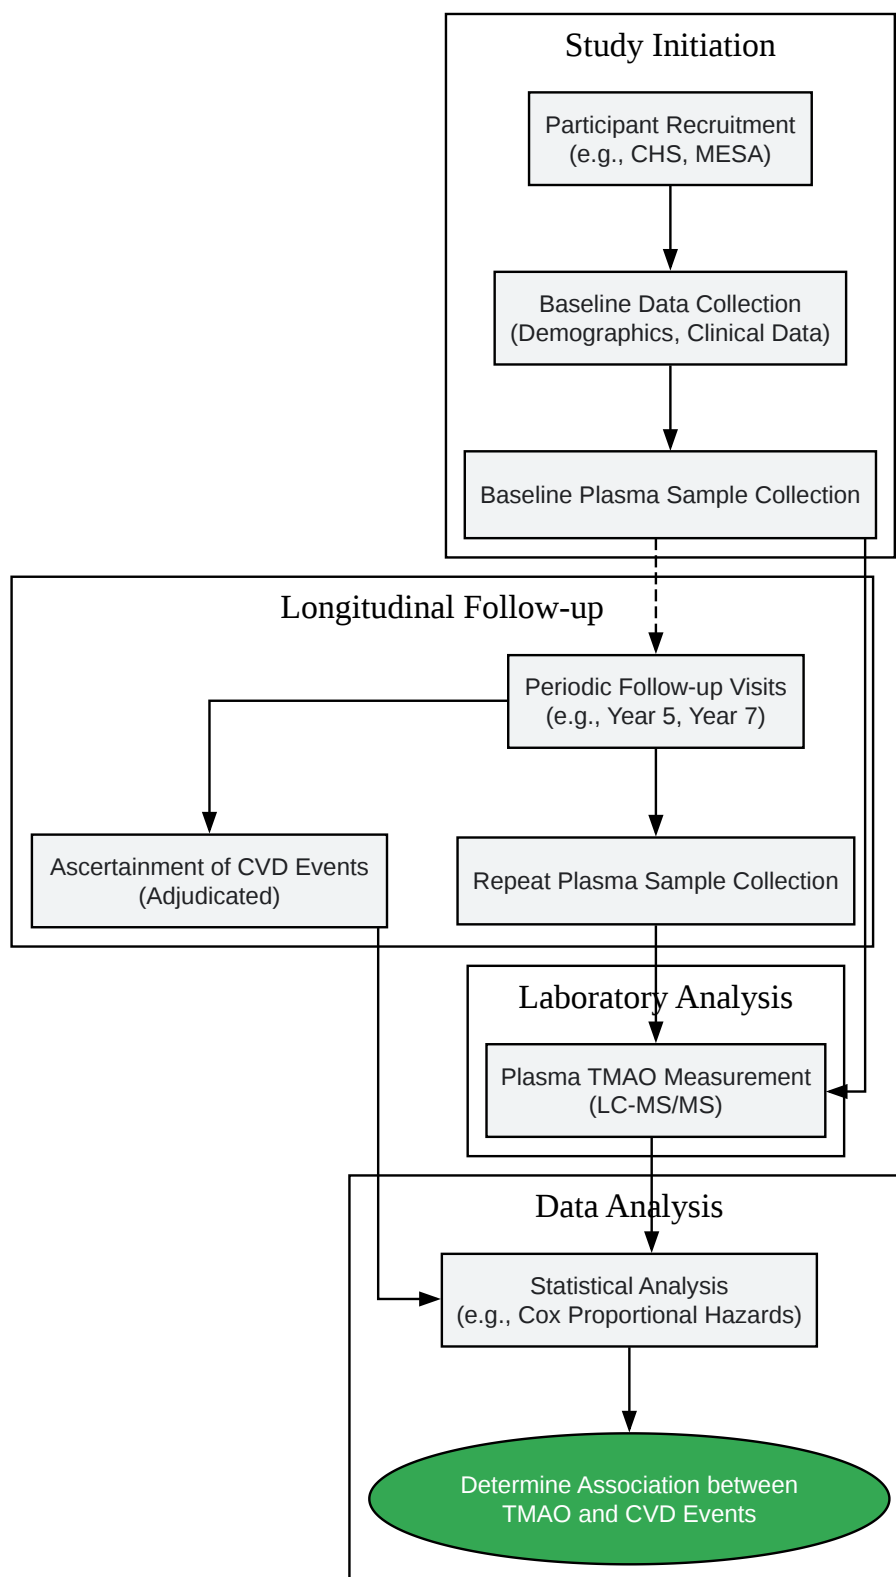 Study Initiation
Participant Recruitment
(e.g., CHS, MESA)
Baseline Data Collection
(Demographics, Clinical Data)
Baseline Plasma Sample Collection
Longitudinal Follow-up
Periodic Follow-up Visits
(e.g., Year 5, Year 7)
Ascertainment of CVD Events
(Adjudicated)
Repeat Plasma Sample Collection
Laboratory Analysis
Plasma TMAO Measurement
(LC-MS/MS)
Data Analysis
Statistical Analysis
(e.g., Cox Proportional Hazards)
Determine Association between
TMAO and CVD Events